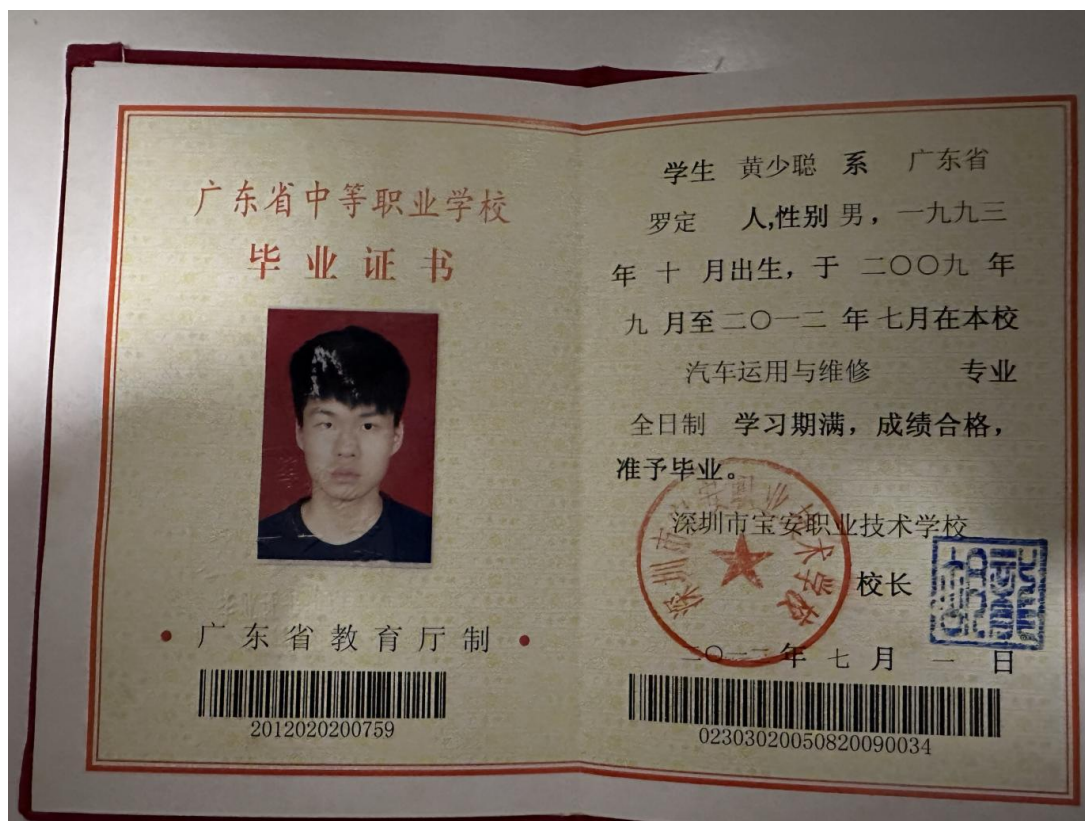 广东省中等职业学校
毕业证书
广东省教育厅制
2012020200759
学生 黄少聪 系 广东省
罗定 人,性别 男，一九九三
年 十 月出生，于 二〇〇九 年
九 月至二〇一二 年 七月在本校
汽车运用与维修 专业
全日制 学习期满，成绩合格，
准予毕业。
深圳市宝安职业技术学校
校长
二〇一二年 七 月 一 日
02303020050820090034